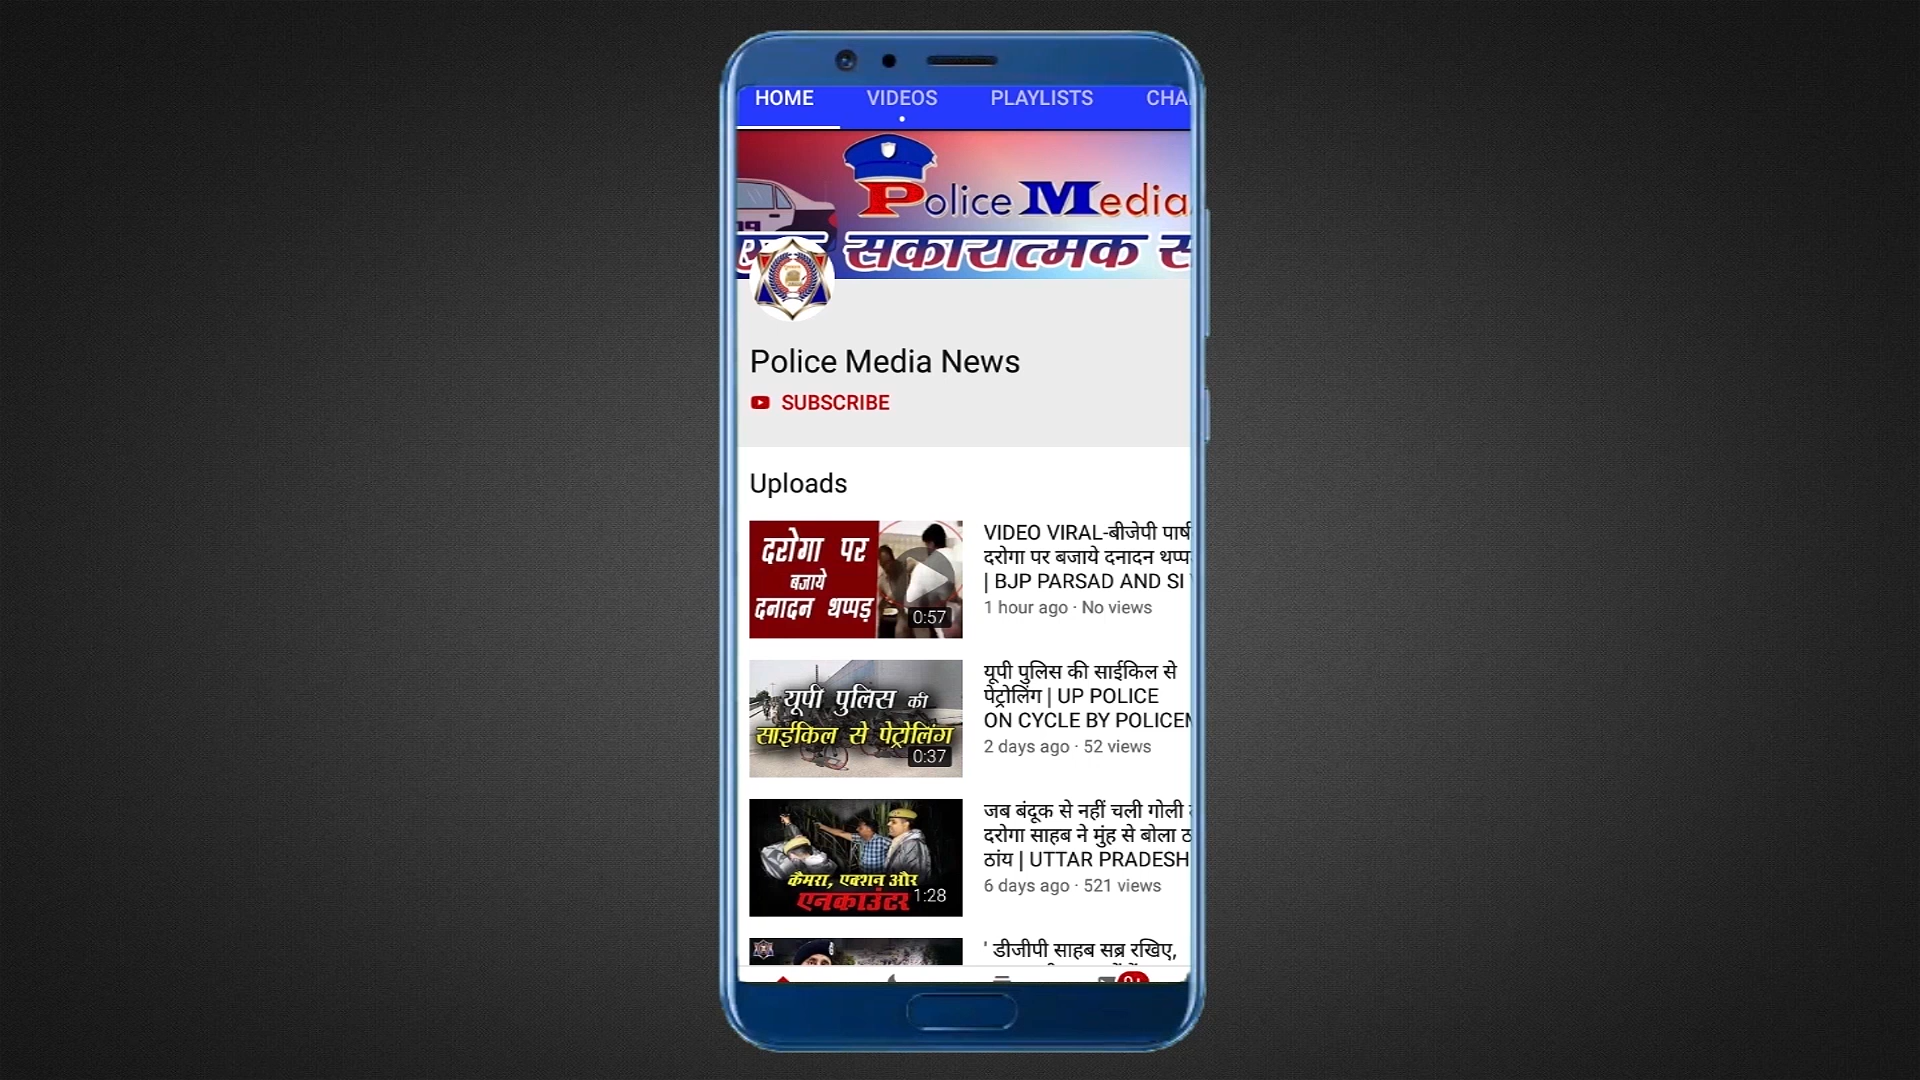 HOME VIDEOS PLAYLISTS
Police Media
सकारात्मक
Police Media News
SUBSCRIBE
Uploads
दरोगा पर
बजाये
दनादन थप्पड़
0:57
VIDEO VIRAL-बीजेपी
दरोगा पर बजाये दनादन
| BJP PARSAD AND SI
1 hour ago · No views
यूपी पुलिस की
साईकिल से पेट्रोलिंग
0:37
यूपी पुलिस की साईकिल से
पेट्रोलिंग | UP POLICE
ON CYCLE BY
2 days ago · 52 views
कैमरा, एक्शन और
एनकाउंटर
1:28
जब बंदूक से नहीं चली गोली
दरोगा साहब ने मुंह से बोला
ठांय | UTTAR PRADESH
6 days ago · 521 views
' डीजीपी साहब सब्र रखिए,